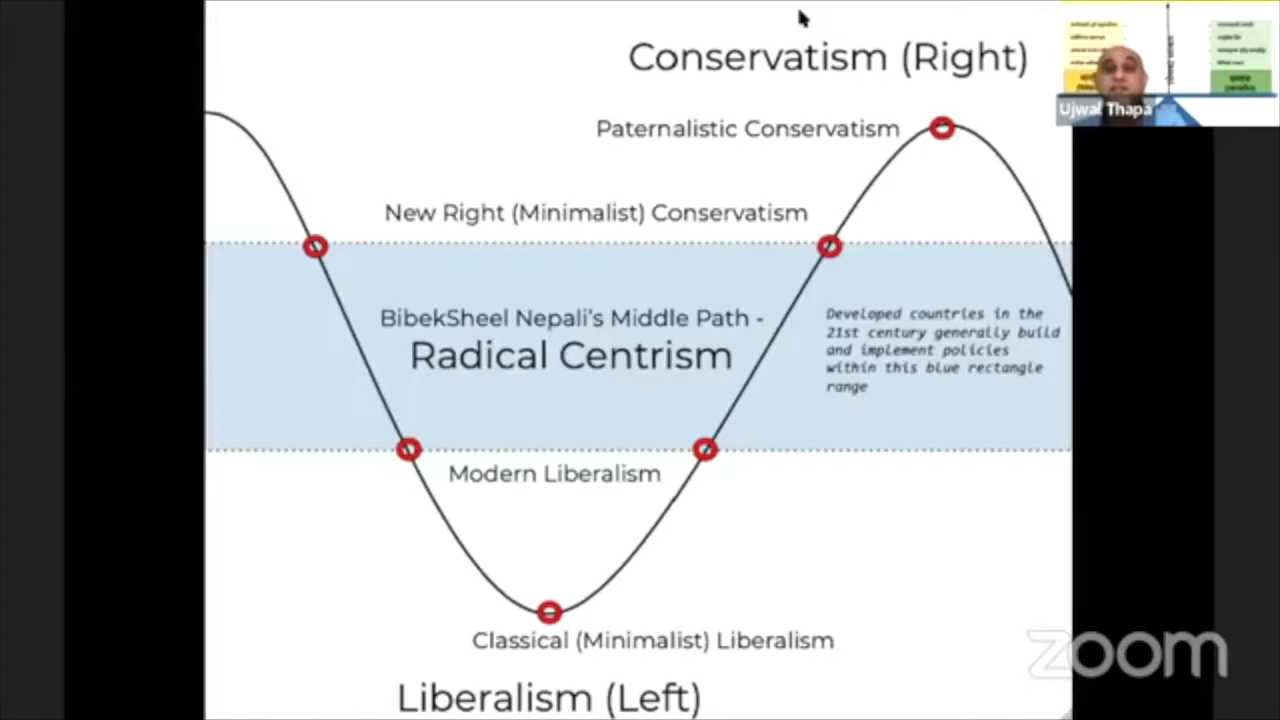 Conservatism (Right)
Paternalistic Conservatism
Ujwal Thapa
New Right (Minimalist) Conservatism
BibekSheel Nepali's Middle Path -
Radical Centrism
Developed countries in the
21st century generally build
and implement policies
within this blue rectangle
range
Modern Liberalism
Classical (Minimalist) Liberalism
Liberalism (Left)
zoom